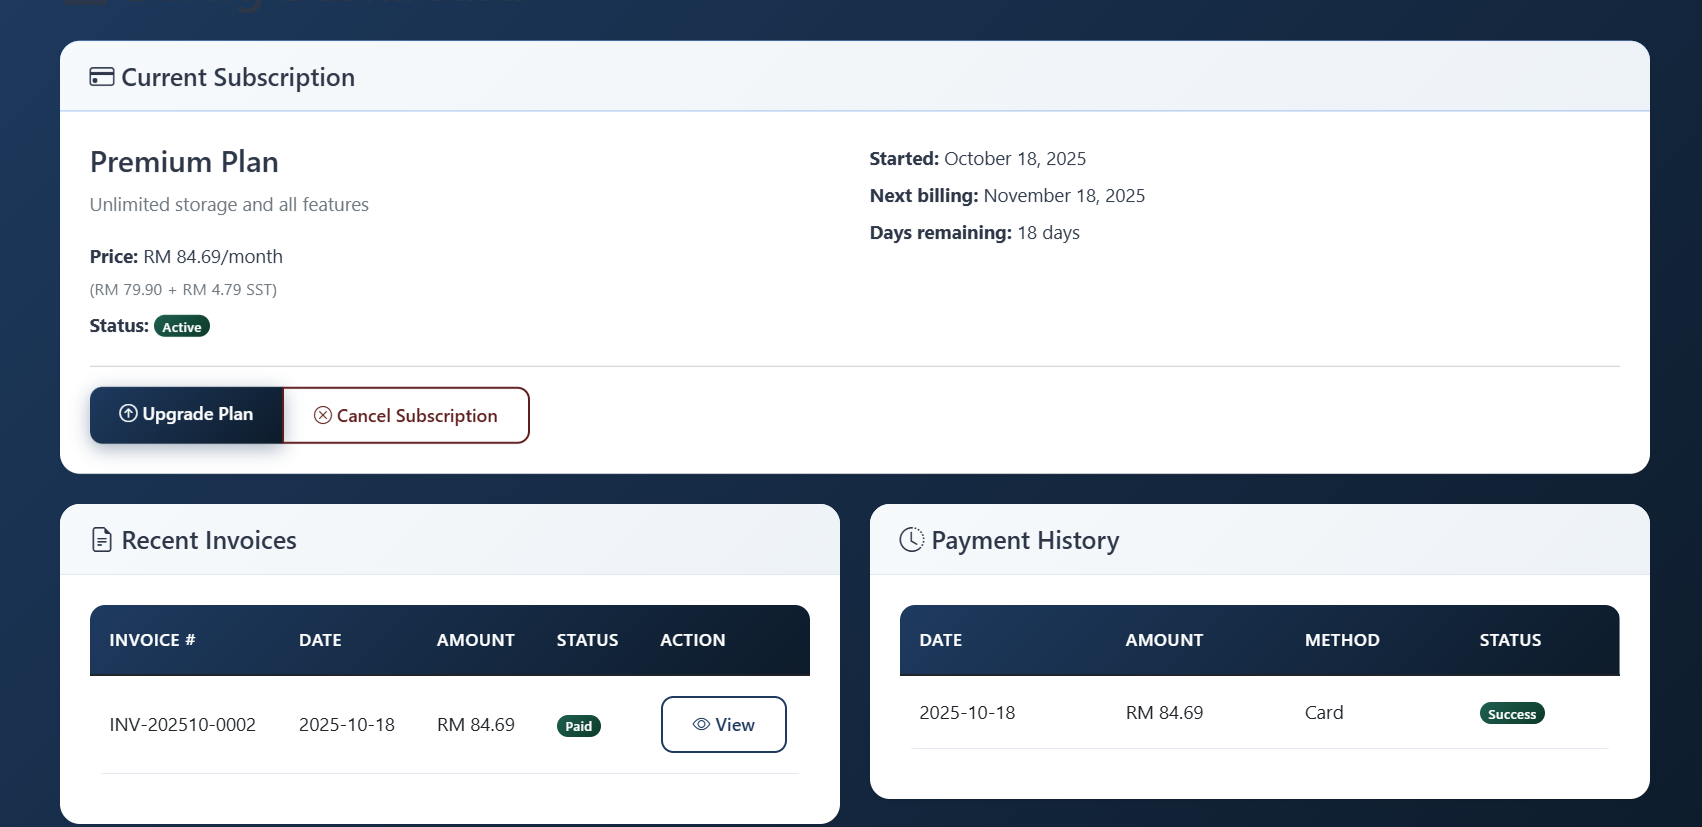 Current Subscription
Premium Plan
Unlimited storage and all features
Price: RM 84.69/month
(RM 79.90 + RM 4.79 SST)
Status: Active
Started: October 18, 2025
Next billing: November 18, 2025
Days remaining: 18 days
Upgrade Plan
Cancel Subscription
Recent Invoices
INVOICE # DATE AMOUNT STATUS ACTION
INV-202510-0002 2025-10-18 RM 84.69 Paid View
Payment History
DATE AMOUNT METHOD STATUS
2025-10-18 RM 84.69 Card Success